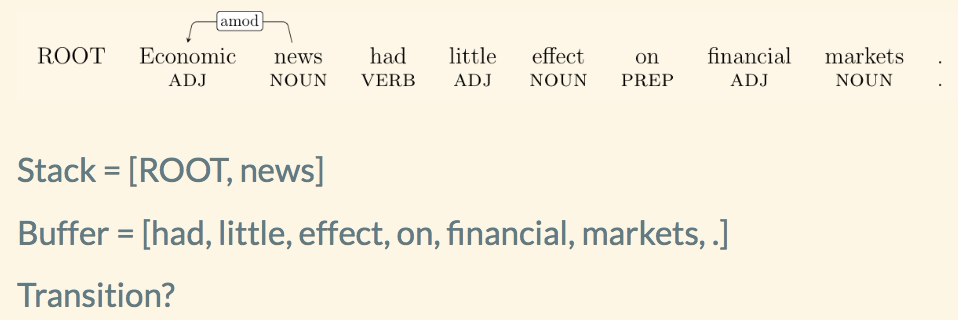 amod
ROOT Economic news had little effect on financial markets .
ADJ NOUN VERB ADJ NOUN PREP ADJ NOUN .
Stack = [ROOT, news]
Buffer = [had, little, effect, on, financial, markets, .]
Transition?